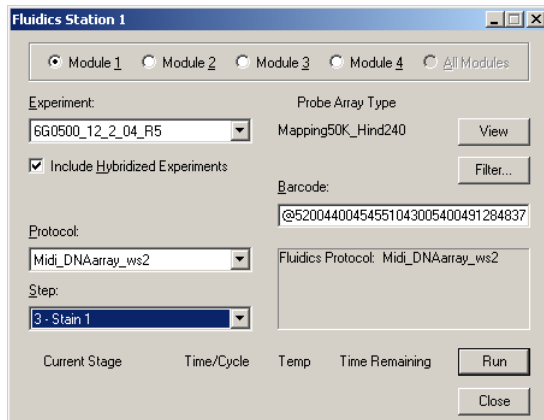 Fluidics Station 1
Module 1 Module 2 Module 3 Module 4 All Modules
Experiment:
Probe Array Type
6G0500_12_2_04_R5
Mapping50K_Hind240
View
Include Hybridized Experiments
Filter...
Barcode:
@52004400454551043005400491284837
Protocol:
Midi_DNAarray_ws2
Fluidics Protocol: Midi_DNAarray_ws2
Step:
3 - Stain 1
Current Stage Time/Cycle Temp Time Remaining Run
Close